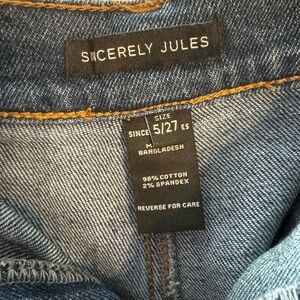 SINCERELY JULES
SIZE
SINCE 5/27 ES
BANGLADESH
98% COTTON
2% SPANDEX
REVERSE FOR CARE